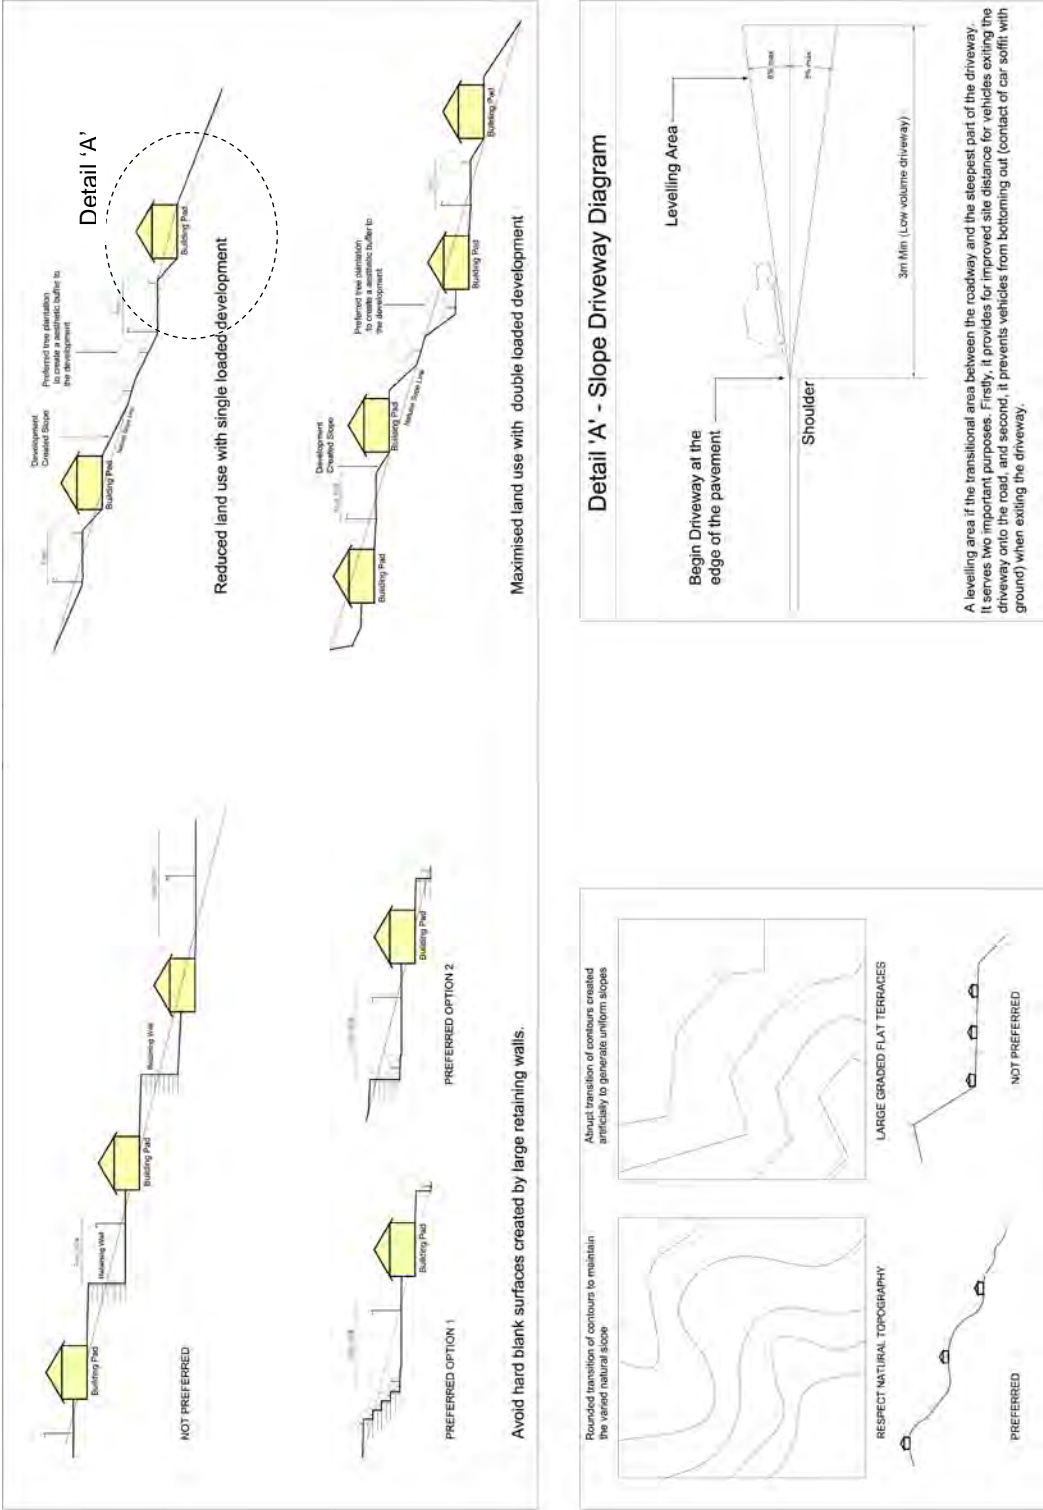 NOT PREFERRED
Building Pad
Retaining Wall
Building Pad
Retaining Wall
PREFERRED OPTION 1
Building Pad
PREFERRED OPTION 2
Building Pad
Avoid hard blank surfaces created by large retaining walls.
Building Pad
Development
Created Slope
Preferred tree plantation
to create a aesthetic buffer to
the development
Building Pad
Detail 'A'
Reduced land use with single loaded development
Building Pad
Development
Created Slope
Building Pad
Natural Slope Line
Preferred tree plantation
to create a aesthetic buffer to
the development
Building Pad
Building Pad
Maximised land use with double loaded development
Rounded transition of contours to maintain
the varied natural slope
RESPECT NATURAL TOPOGRAPHY
PREFERRED
Abrupt transition of contours created
artificially to generate uniform slopes
LARGE GRADED FLAT TERRACES
NOT PREFERRED
Detail 'A' - Slope Driveway Diagram
Levelling Area
Begin Driveway at the
edge of the pavement
Shoulder
max
max
3m Min (Low volume driveway)
A levelling area if the transitional area between the roadway and the steepest part of the driveway.
It serves two important purposes. Firstly, it provides for improved site distance for vehicles exiting the
driveway onto the road, and second, it prevents vehicles from bottoming out (contact of car soffit with
ground) when exiting the driveway.